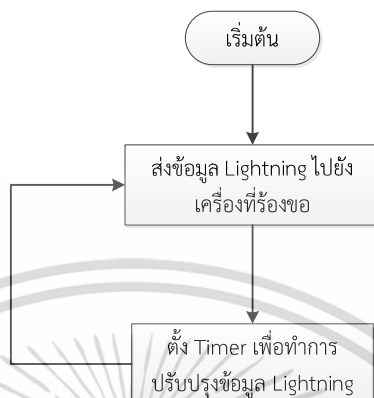 เริ่มต้น
ส่งข้อมูล Lightning ไปยัง
เครื่องที่ร้องขอ
ตั้ง Timer เพื่อทำการ
ปรับปรุงข้อมูล Lightning